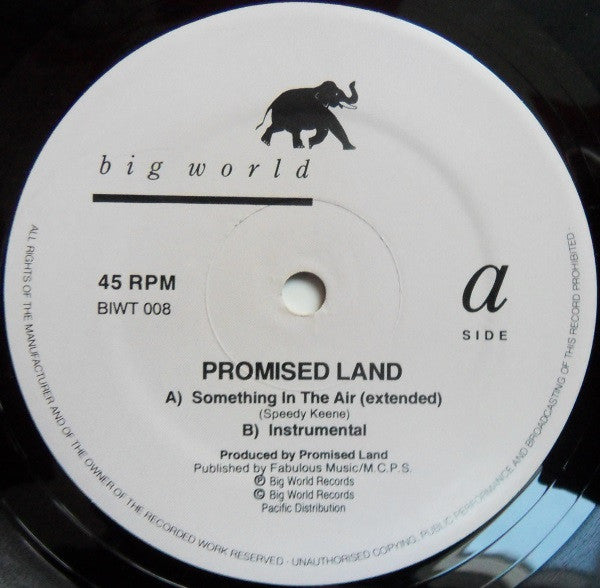 big world
45 RPM
BIWT 008
a
SIDE
PROMISED LAND
A) Something In The Air (extended)
(Speedy Keene)
B) Instrumental
Produced by Promised Land
Published by Fabulous Music/M.C.P.S.
℗ Big World Records
© Big World Records
Pacific Distribution
ALL RIGHTS OF THE MANUFACTURER AND OF THE OWNER OF THE RECORDED WORK RESERVED - UNAUTHORISED COPYING, PUBLIC PERFORMANCE AND BROADCASTING OF THIS RECORD PROHIBITED